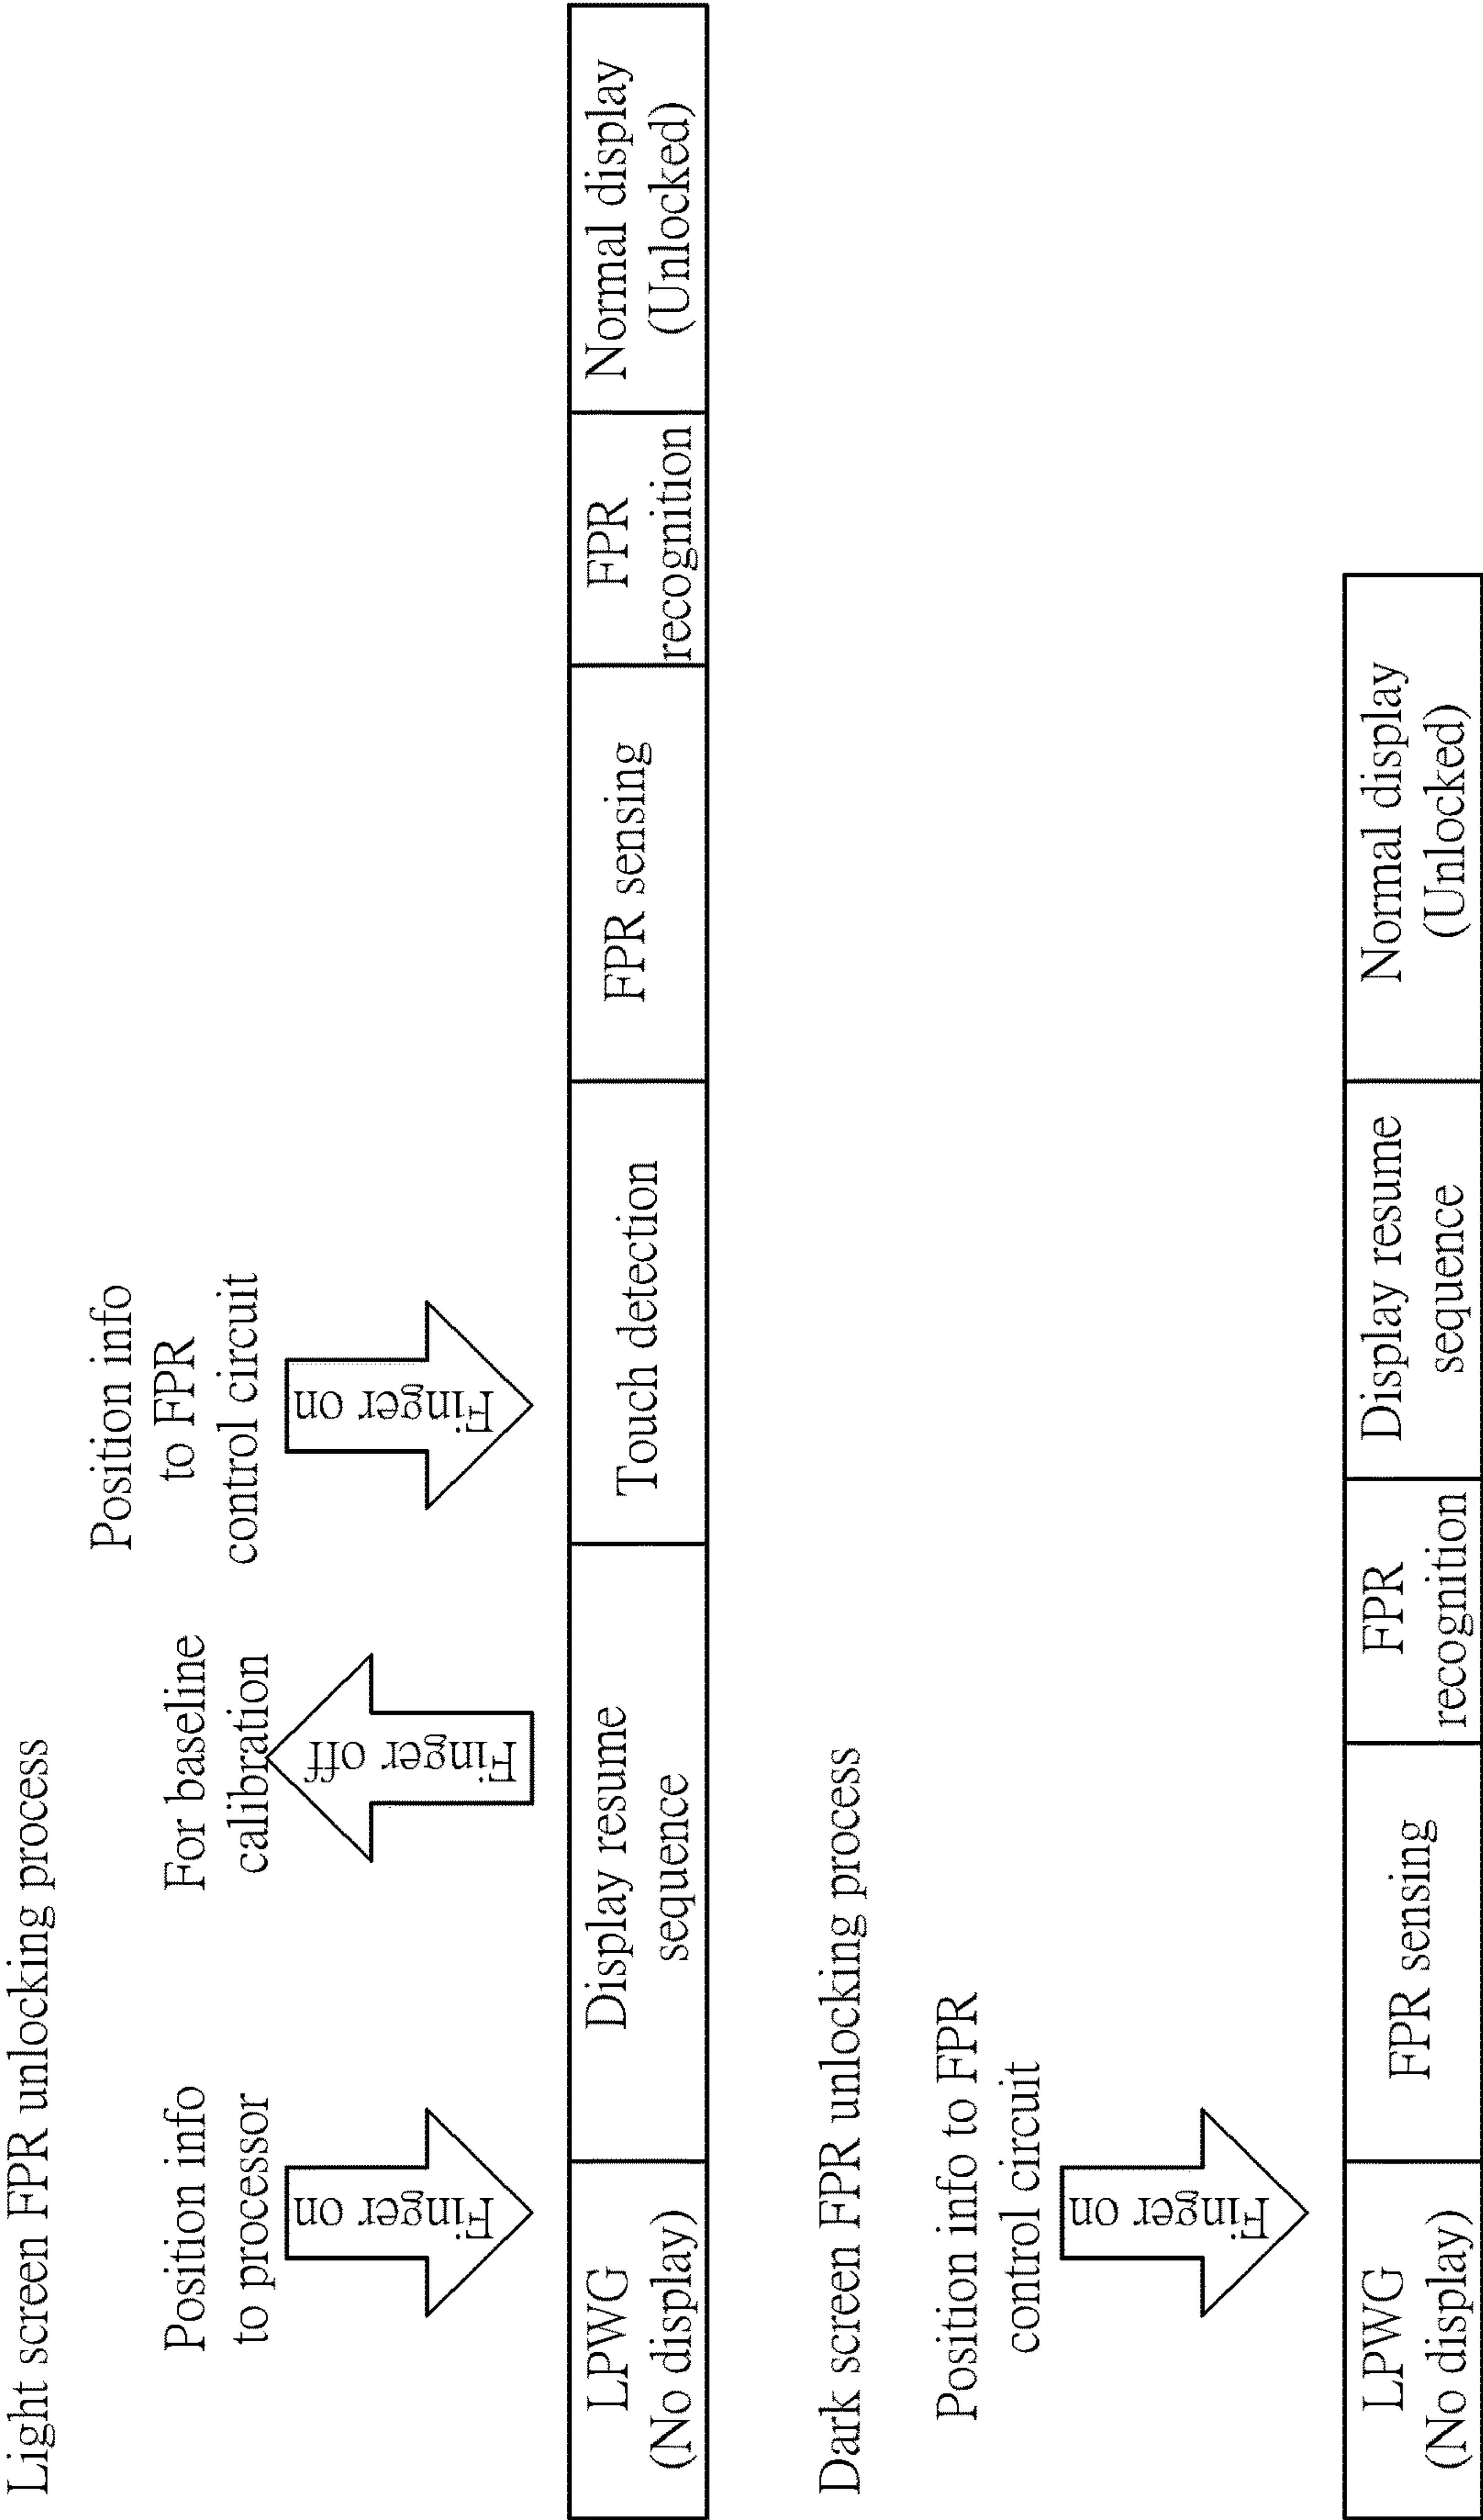 Light screen FPR unlocking process
Position info
to processor
For baseline
calibration
Position info
to FPR
control circuit
Finger on
Finger off
Finger on
LPWG
(No display)
Display resume
sequence
Touch detection
FPR sensing
FPR
recognition
Normal display
(Unlocked)
Dark screen FPR unlocking process
Position info to FPR
control circuit
Finger on
LPWG
(No display)
FPR sensing
FPR
recognition
Display resume
sequence
Normal display
(Unlocked)